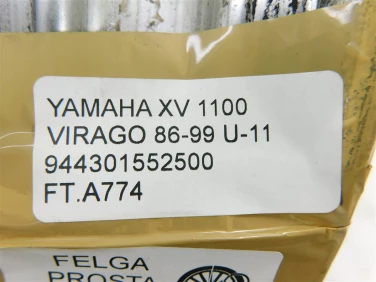 YAMAHA XV 1100
VIRAGO 86-99 U-11
944301552500
FT.A774
FELGA
PROSTA